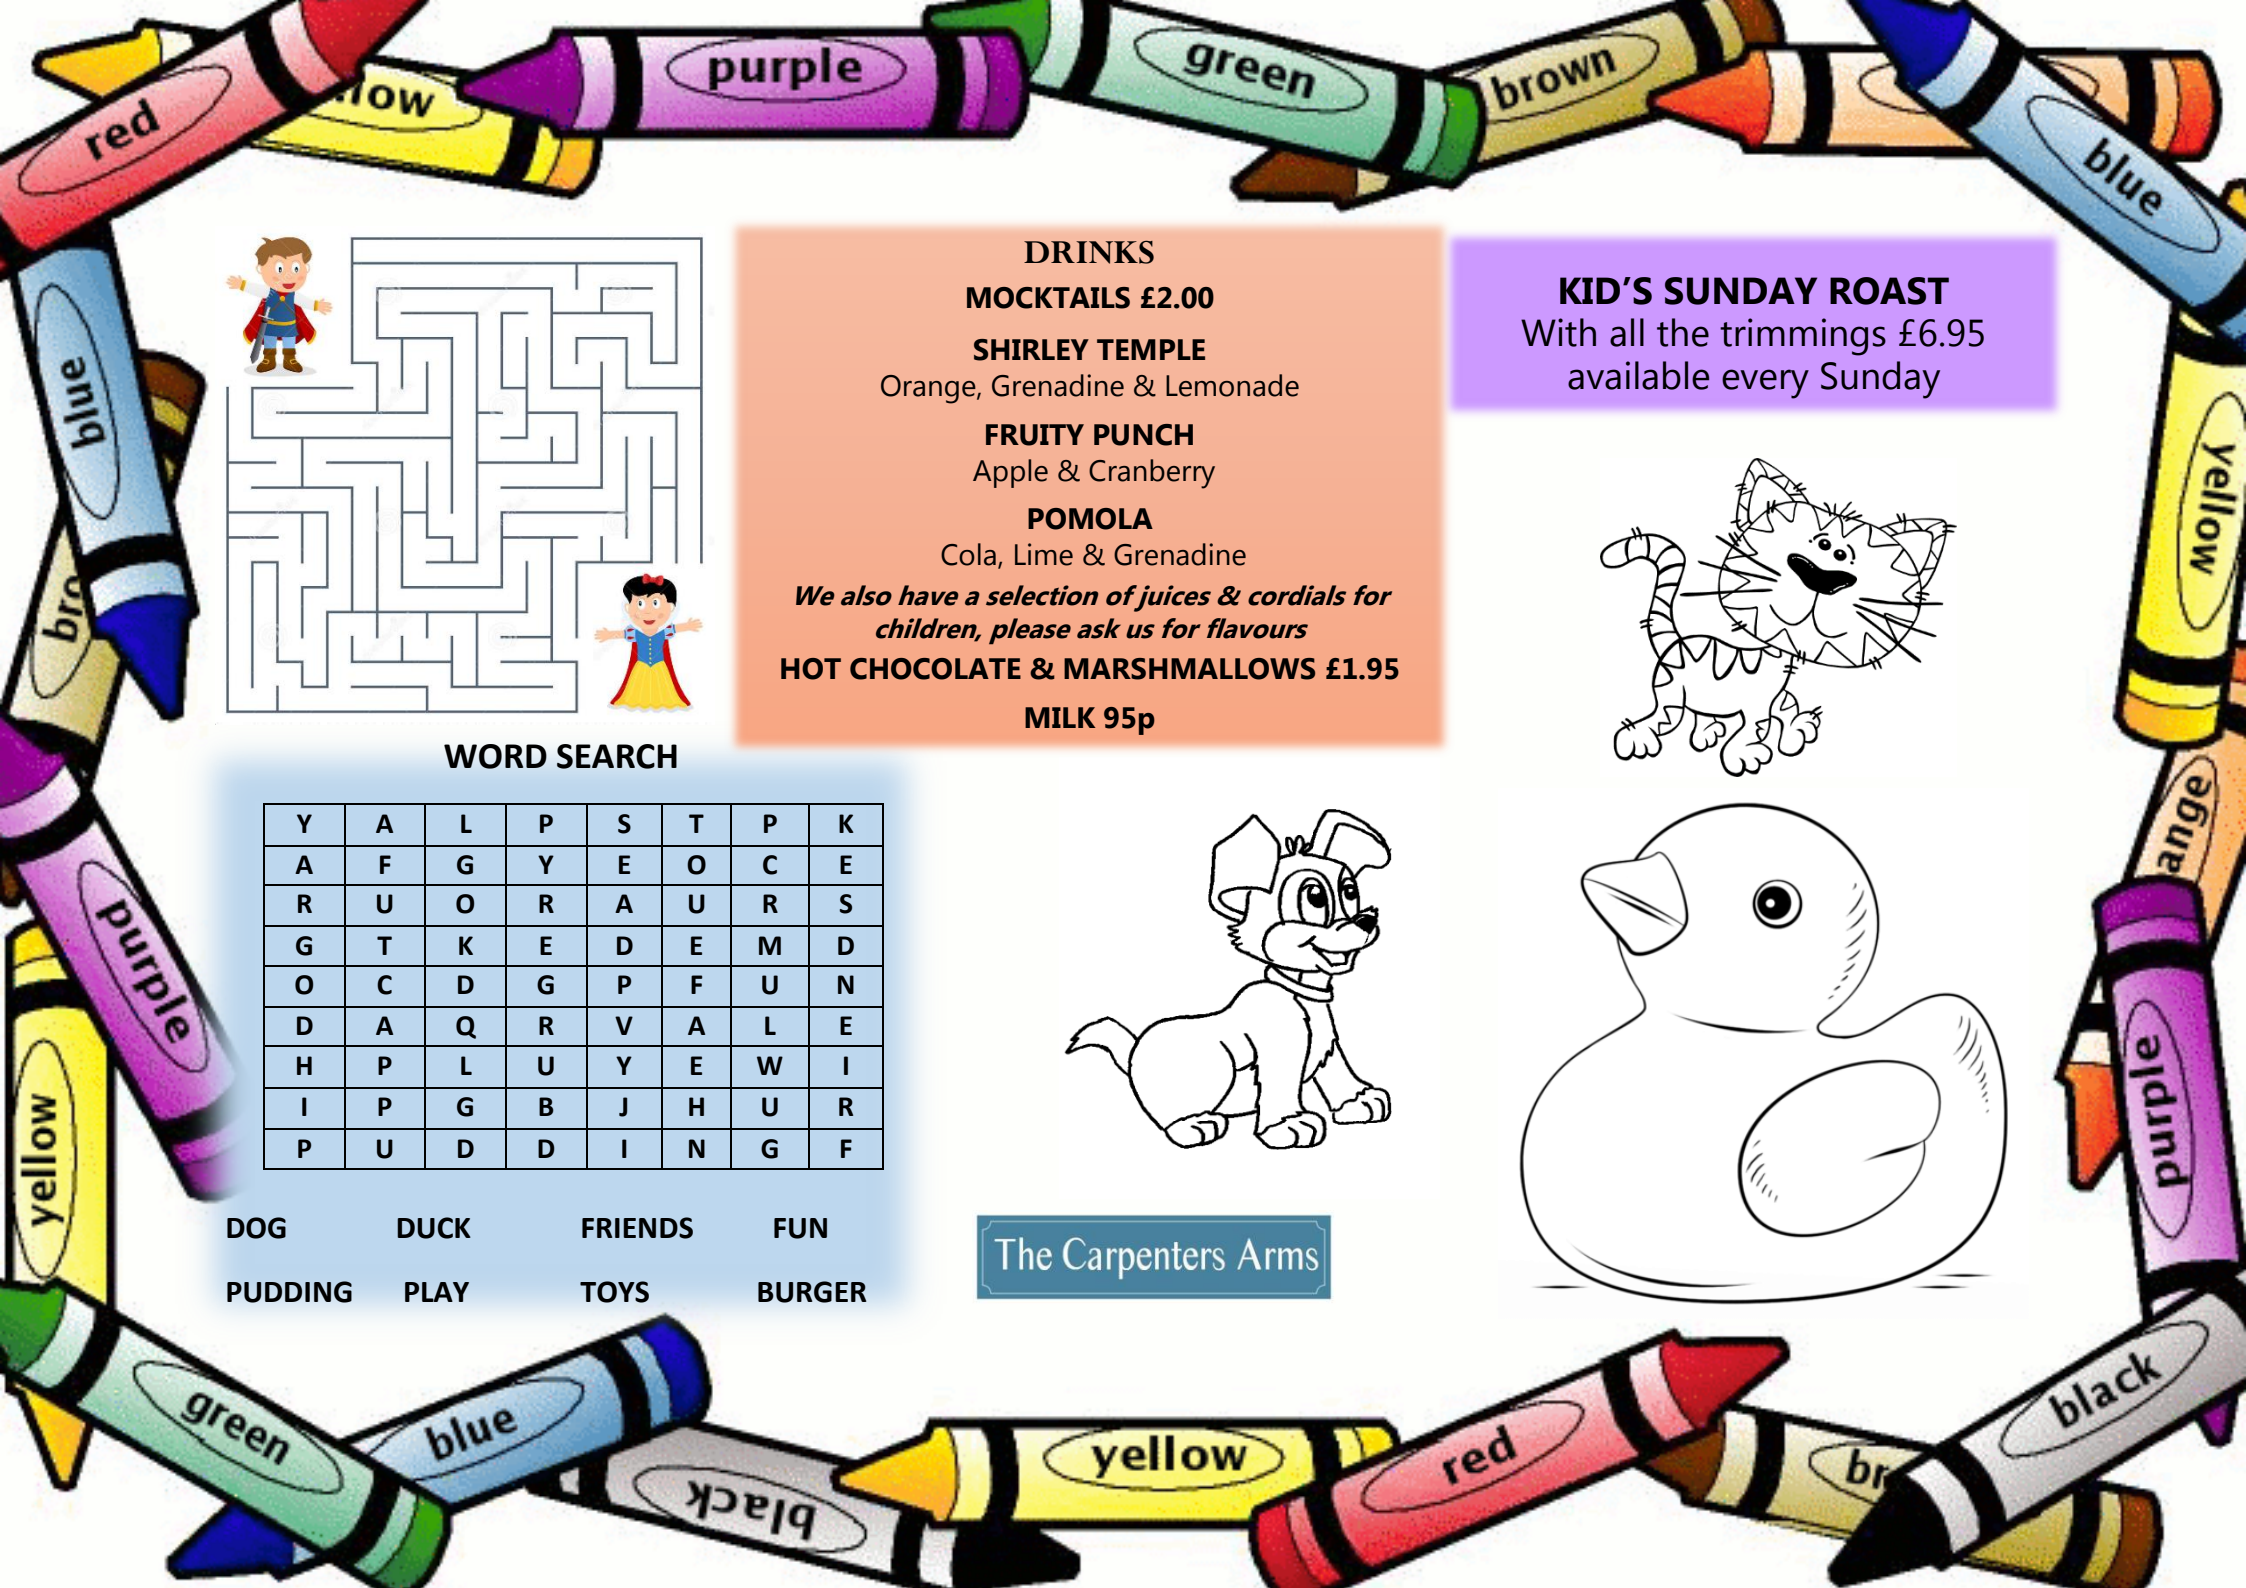 red
yellow
purple
green
brown
blue
DRINKS
MOCKTAILS £2.00
SHIRLEY TEMPLE
Orange, Grenadine & Lemonade
FRUITY PUNCH
Apple & Cranberry
POMOLA
Cola, Lime & Grenadine
We also have a selection of juices & cordials for
children, please ask us for flavours
HOT CHOCOLATE & MARSHMALLOWS £1.95
MILK 95p
KID’S SUNDAY ROAST
With all the trimmings £6.95
available every Sunday
blue
bro
purple
yellow
yellow
ange
purple
WORD SEARCH
Y A L P S T P K
A F G Y E O C E
R U O R A U R S
G T K E D E M D
O C D G P F U N
D A Q R V A L E
H P L U Y E W I
I P G B J H U R
P U D D I N G F
DOG DUCK FRIENDS FUN
PUDDING PLAY TOYS BURGER
The Carpenters Arms
green
blue
black
yellow
red
br
black